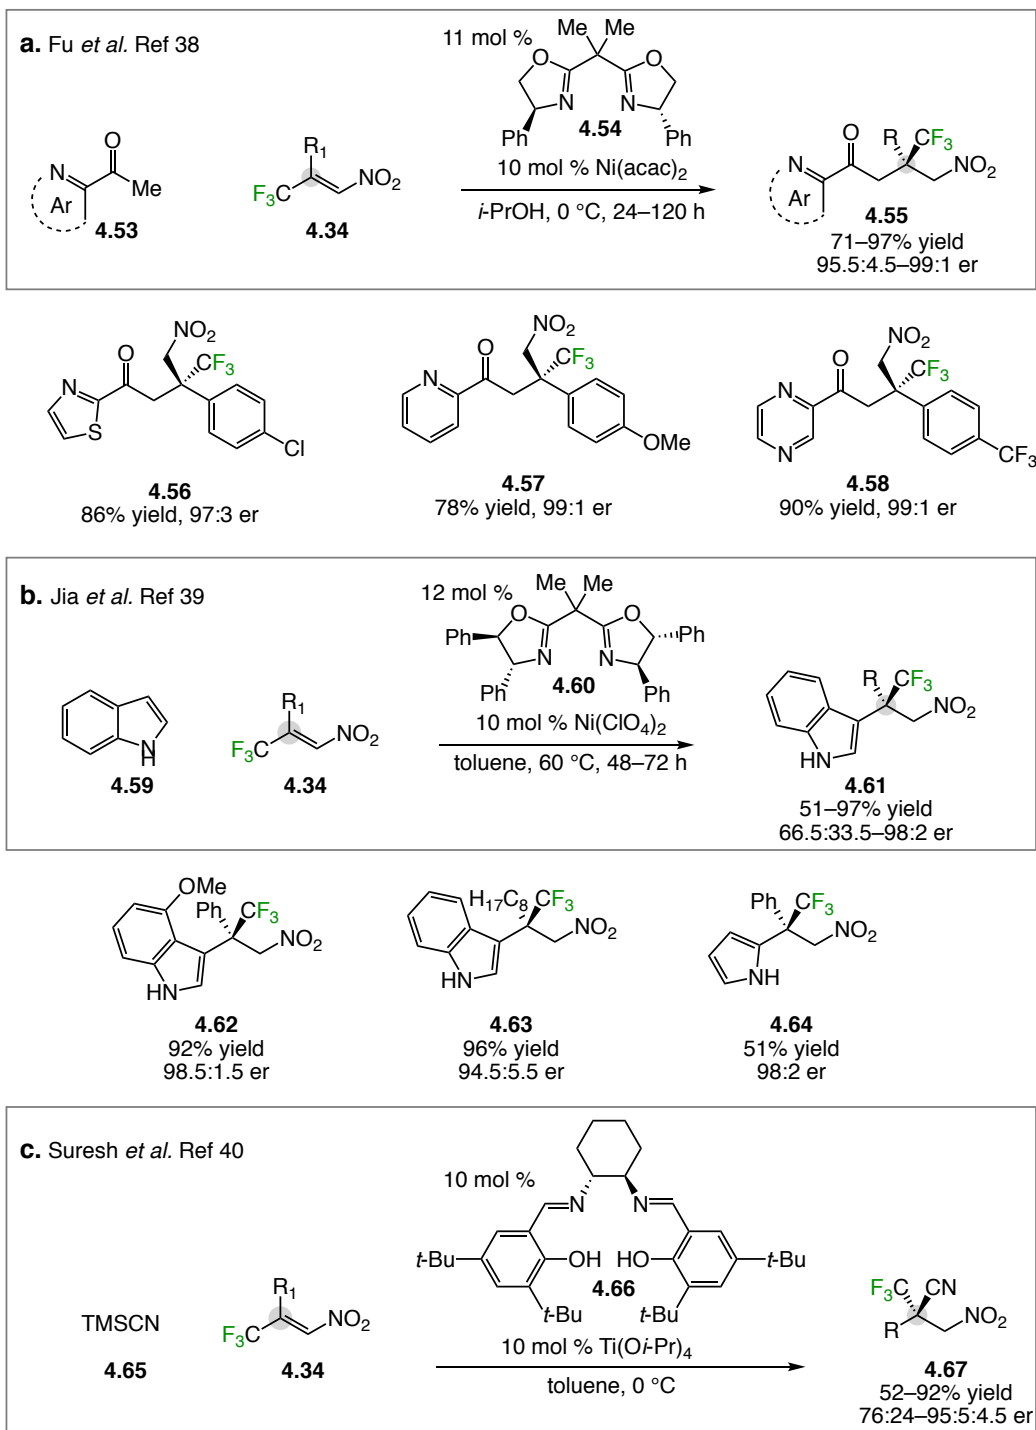 a. Fu et al. Ref 38
11 mol %
Me Me
O O
N N
Ph 4.54 Ph
10 mol % Ni(acac)2
i-PrOH, 0 °C, 24–120 h
O
N
Me
Ar
4.53
R1
F3C NO2
4.34
O R CF3
N NO2
Ar
4.55
71–97% yield
95.5:4.5–99:1 er
NO2
O
N CF3
S
Cl
4.56
86% yield, 97:3 er
NO2
O
N CF3
OMe
4.57
78% yield, 99:1 er
NO2
O
N CF3
N
CF3
4.58
90% yield, 99:1 er
b. Jia et al. Ref 39
12 mol %
Me Me
O O
Ph Ph
N N
Ph 4.60 Ph
10 mol % Ni(ClO4)2
toluene, 60 °C, 48–72 h
N
H
4.59
R1
F3C NO2
4.34
R CF3
NO2
HN
4.61
51–97% yield
66.5:33.5–98:2 er
OMe
Ph CF3
NO2
HN
4.62
92% yield
98.5:1.5 er
H17C8 CF3
NO2
HN
4.63
96% yield
94.5:5.5 er
Ph CF3
NO2
NH
4.64
51% yield
98:2 er
c. Suresh et al. Ref 40
10 mol %
N N
t-Bu OH HO t-Bu
4.66
t-Bu t-Bu
10 mol % Ti(Oi-Pr)4
toluene, 0 °C
TMSCN
4.65
R1
F3C NO2
4.34
F3C CN
NO2
R
4.67
52–92% yield
76:24–95:5:4.5 er